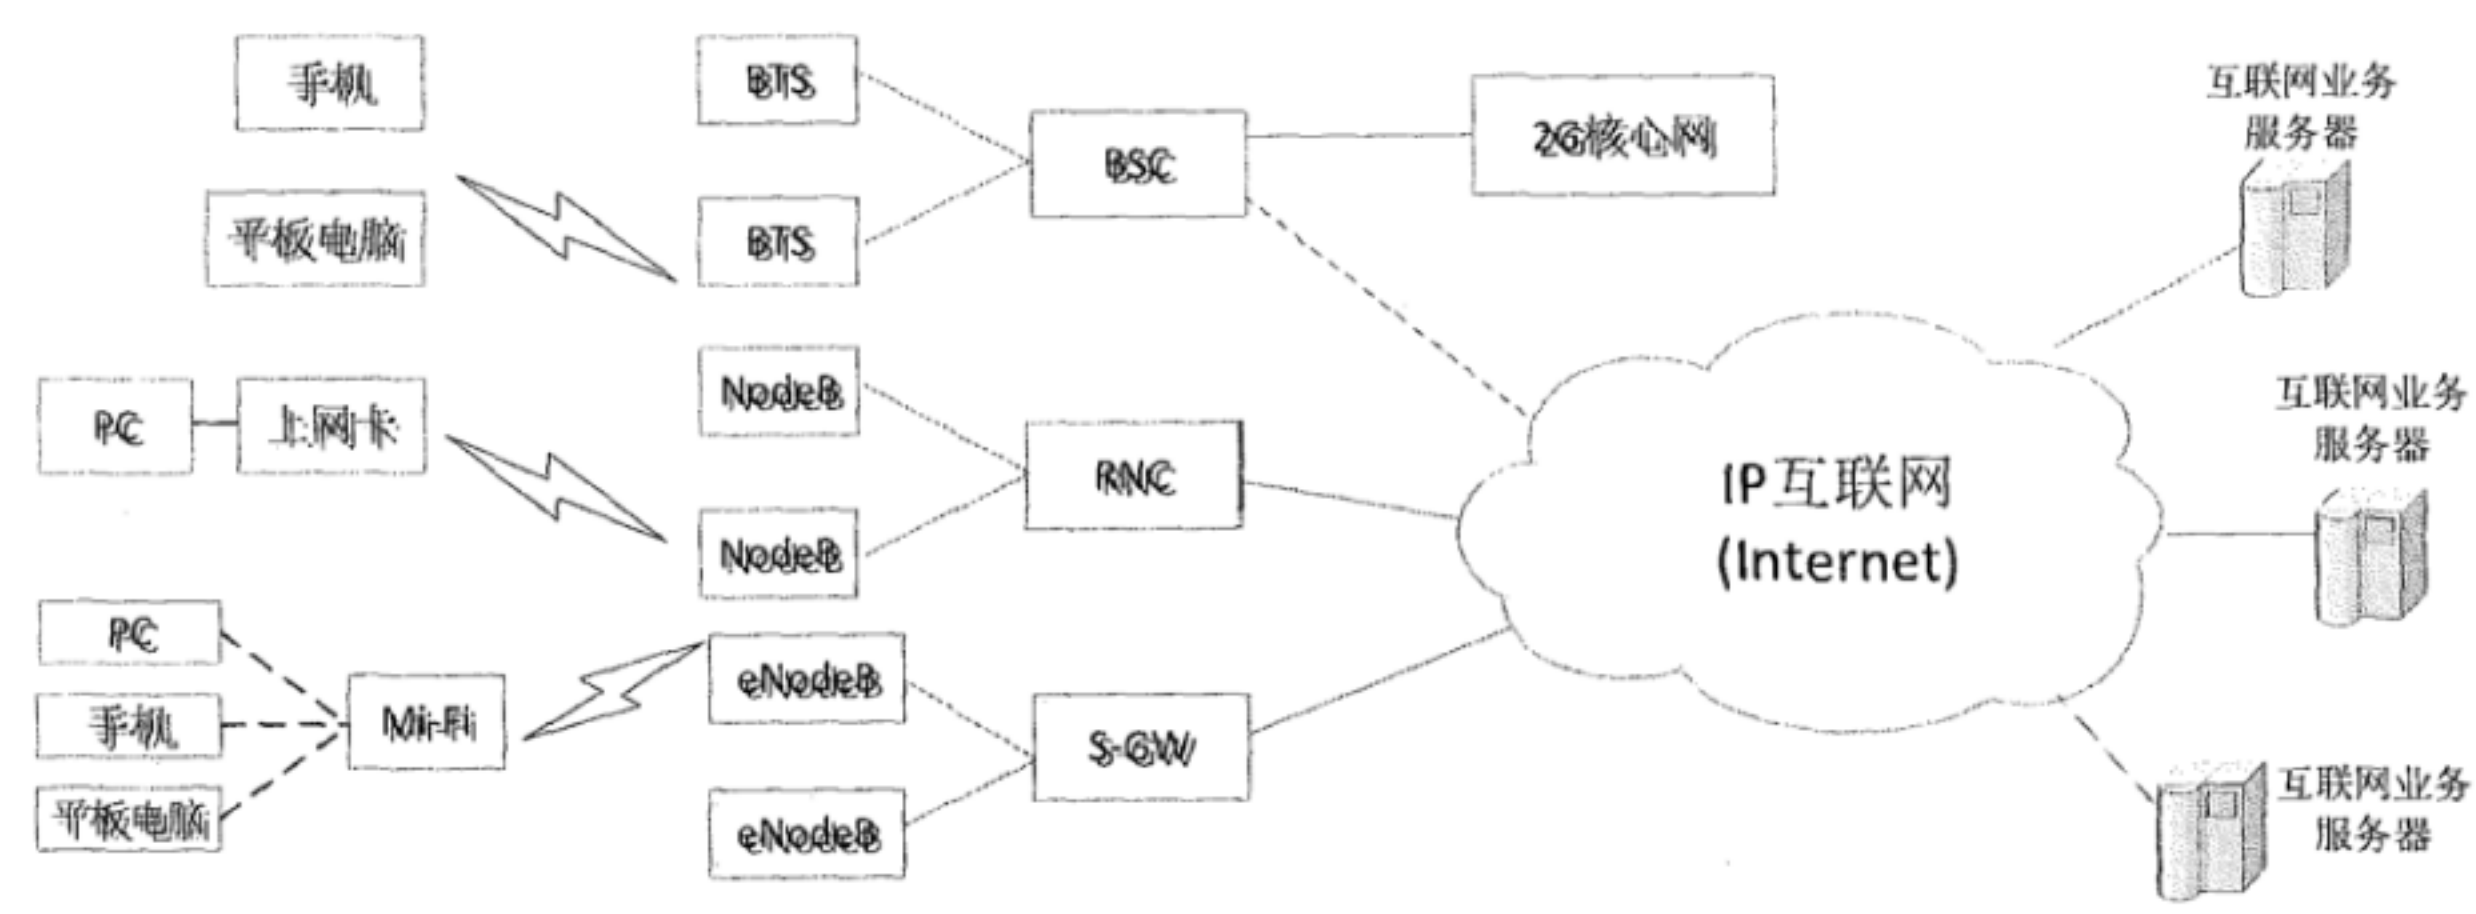 手机
平板电脑
PC
上网卡
PC
手机
平板电脑
Mi-Fi
BTS
BTS
NodeB
NodeB
eNodeB
eNodeB
BSC
RNC
S-GW
2G核心网
IP互联网
(Internet)
互联网业务
服务器
互联网业务
服务器
互联网业务
服务器